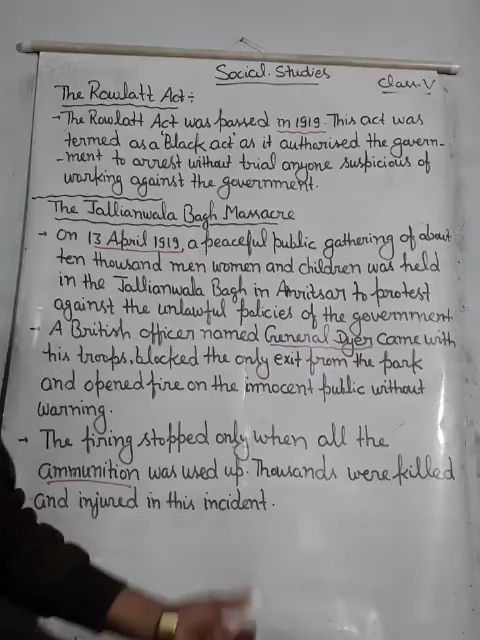 Social Studies
Class-V
The Rowlatt Act:-
→ The Rowlatt Act was passed in 1919. This act was
termed as a 'Black act' as it authorised the govern-
-ment to arrest without trial anyone suspicious of
working against the government.
The Jallianwala Bagh Massacre
→ On 13 April 1919, a peaceful public gathering of about
ten thousand men women and children was held
in the Jallianwala Bagh in Amritsar to protest
against the unlawful policies of the government
→ A British officer named General Dyer came with
his troops, blocked the only exit from the park
and opened fire on the innocent public without
warning.
→ The firing stopped only when all the
ammunition was used up. Thousands were killed
and injured in this incident.